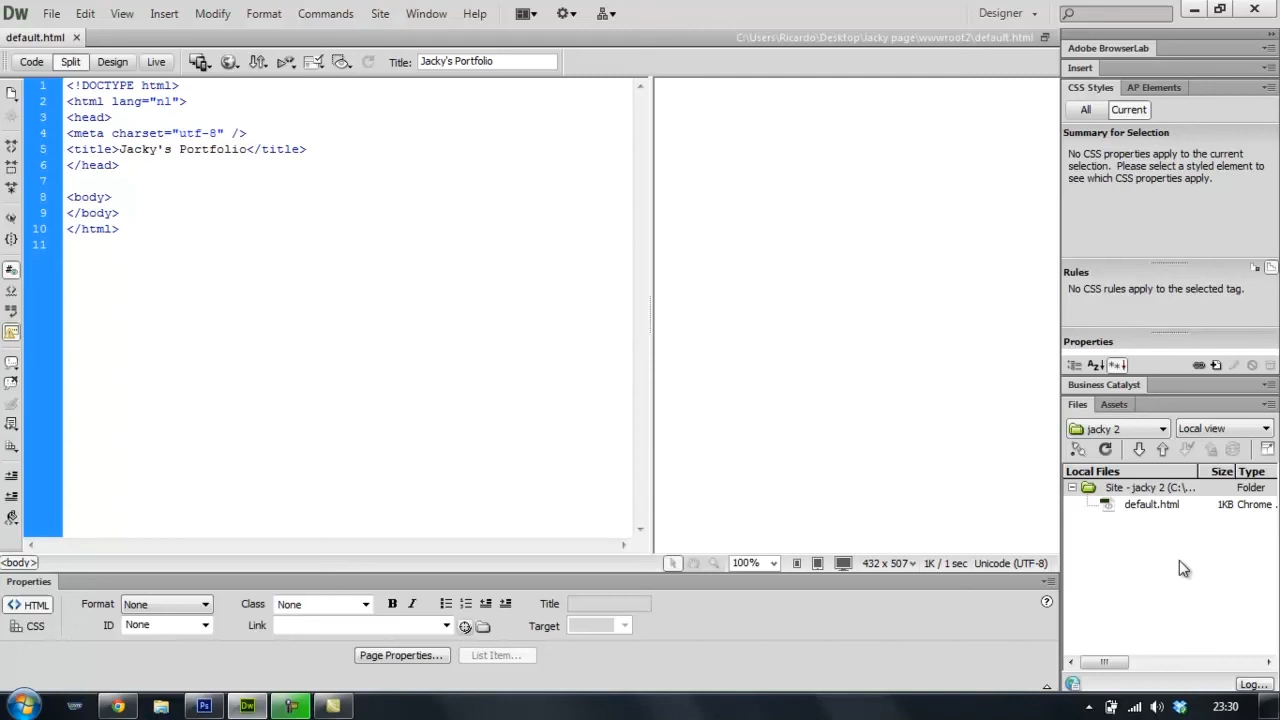 Dw File Edit View Insert Modify Format Commands Site Window Help Designer
default.html
C:\Users\Ricardo\Desktop\jacky page\wwwroot2\default.html
Code Split Design Live Title: Jacky's Portfolio
1 <!DOCTYPE html>
2 <html lang="nl">
3 <head>
4 <meta charset="utf-8" />
5 <title>Jacky's Portfolio</title>
6 </head>
7
8 <body>
9 </body>
10 </html>
11
Adobe BrowserLab
Insert
CSS Styles AP Elements
All Current
Summary for Selection
No CSS properties apply to the current
selection. Please select a styled element
to see which CSS properties apply.
Rules
No CSS rules apply to the selected tag.
Properties
Business Catalyst
Files Assets
jacky 2 Local view
Local Files Size Type
Site - jacky 2 (C:\... Folder
default.html 1KB Chrome .
<body> 100% 432 x 507 1K / 1 sec Unicode (UTF-8)
Properties
<> HTML Format None Class None B I Title
CSS ID None Link Target
Page Properties... List Item...
Log...
Dw
23:30